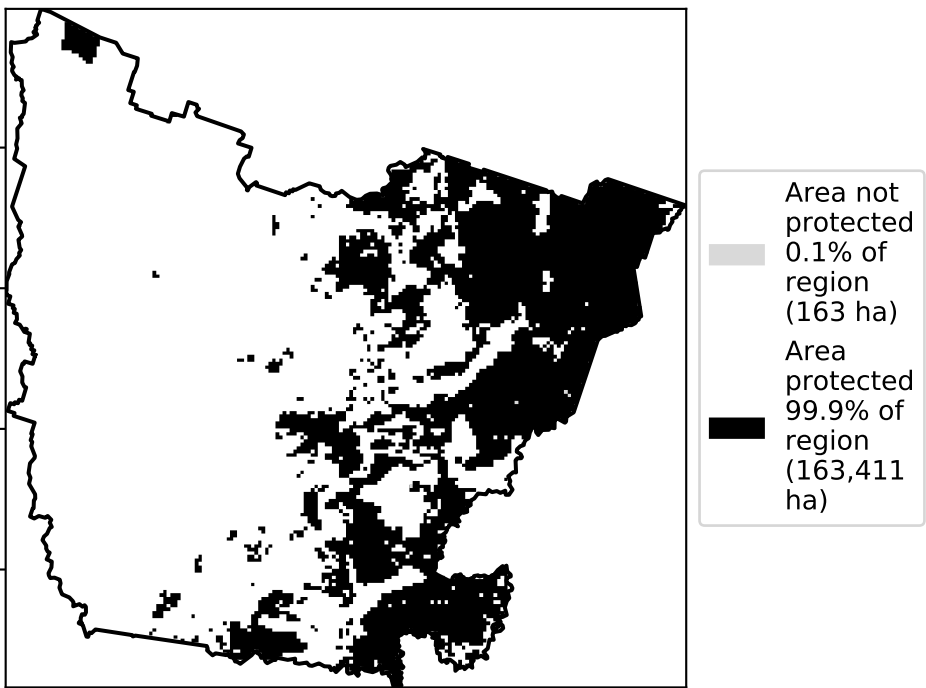 Area not
protected
0.1% of
region
(163 ha)
Area
protected
99.9% of
region
(163,411
ha)